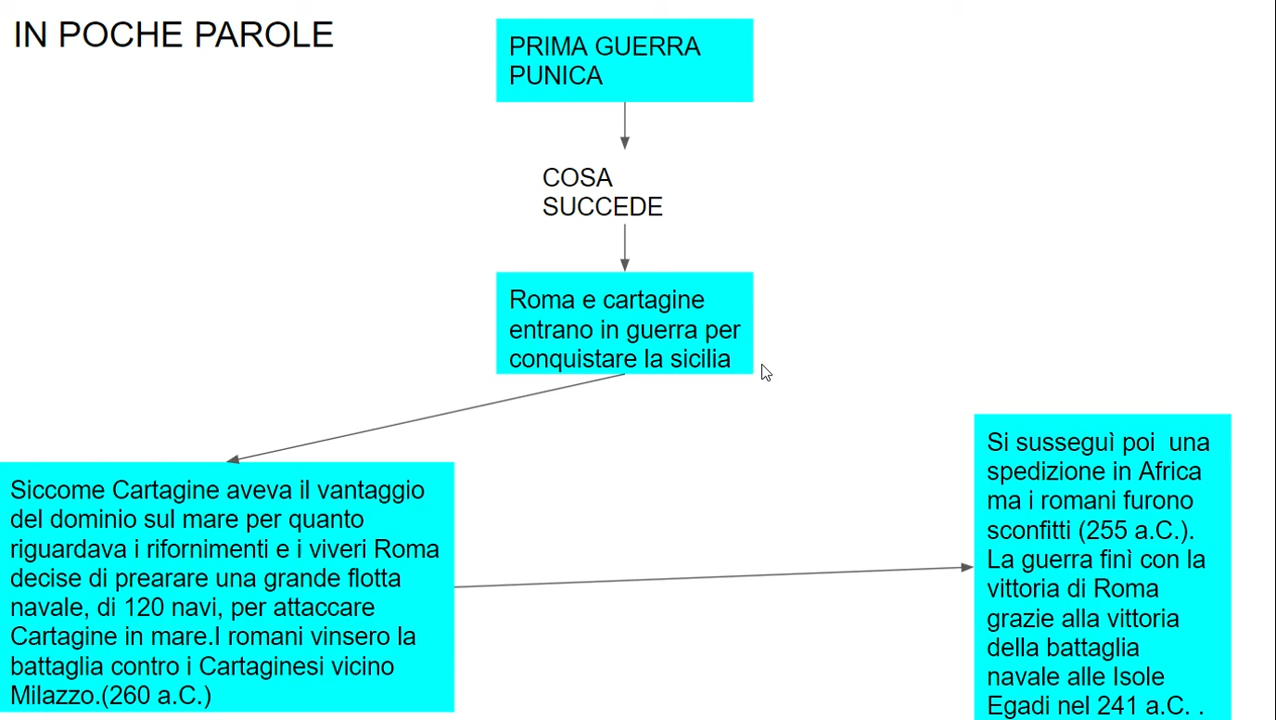 IN POCHE PAROLE
PRIMA GUERRA
PUNICA
COSA
SUCCEDE
Roma e cartagine
entrano in guerra per
conquistare la sicilia
Siccome Cartagine aveva il vantaggio
del dominio sul mare per quanto
riguardava i rifornimenti e i viveri Roma
decise di prearare una grande flotta
navale, di 120 navi, per attaccare
Cartagine in mare.I romani vinsero la
battaglia contro i Cartaginesi vicino
Milazzo.(260 a.C.)
Si susseguì poi  una
spedizione in Africa
ma i romani furono
sconfitti (255 a.C.).
La guerra finì con la
vittoria di Roma
grazie alla vittoria
della battaglia
navale alle Isole
Egadi nel 241 a.C. .